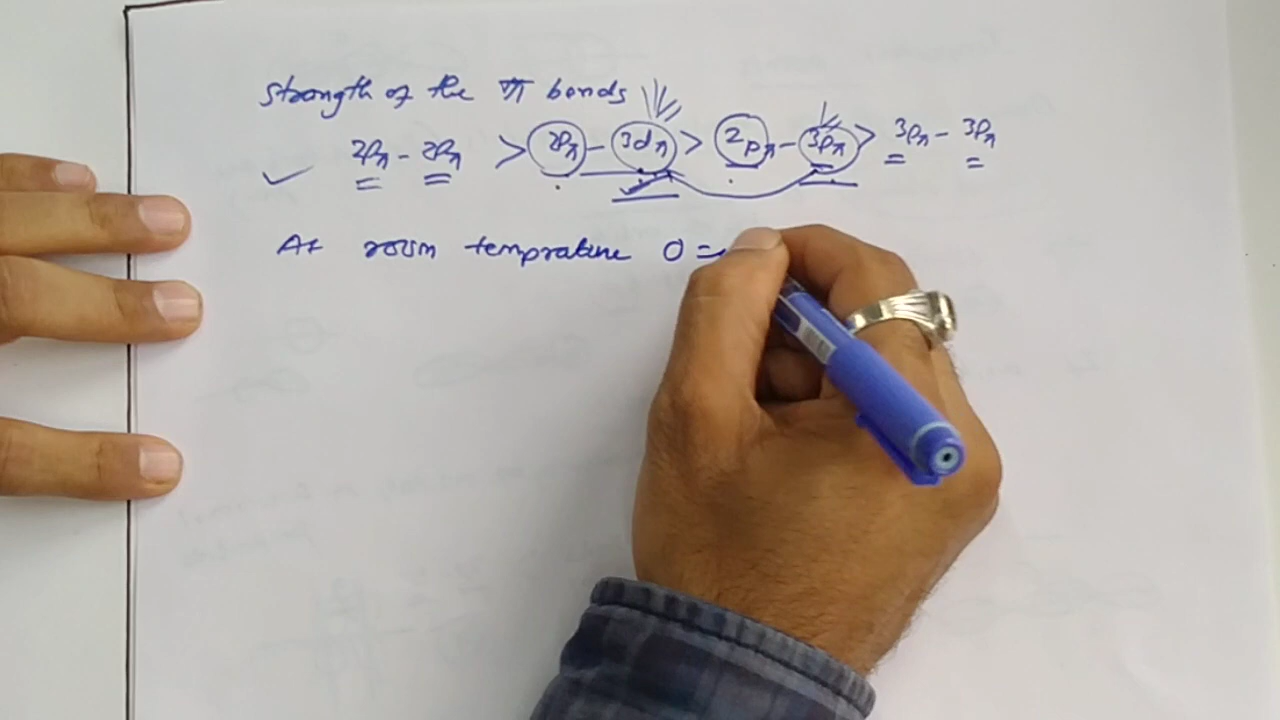 strength of the π bonds
2pπ - 2pπ > 2pπ - 3dπ > 2pπ - 3pπ > 3pπ - 3pπ
At room temprature O =